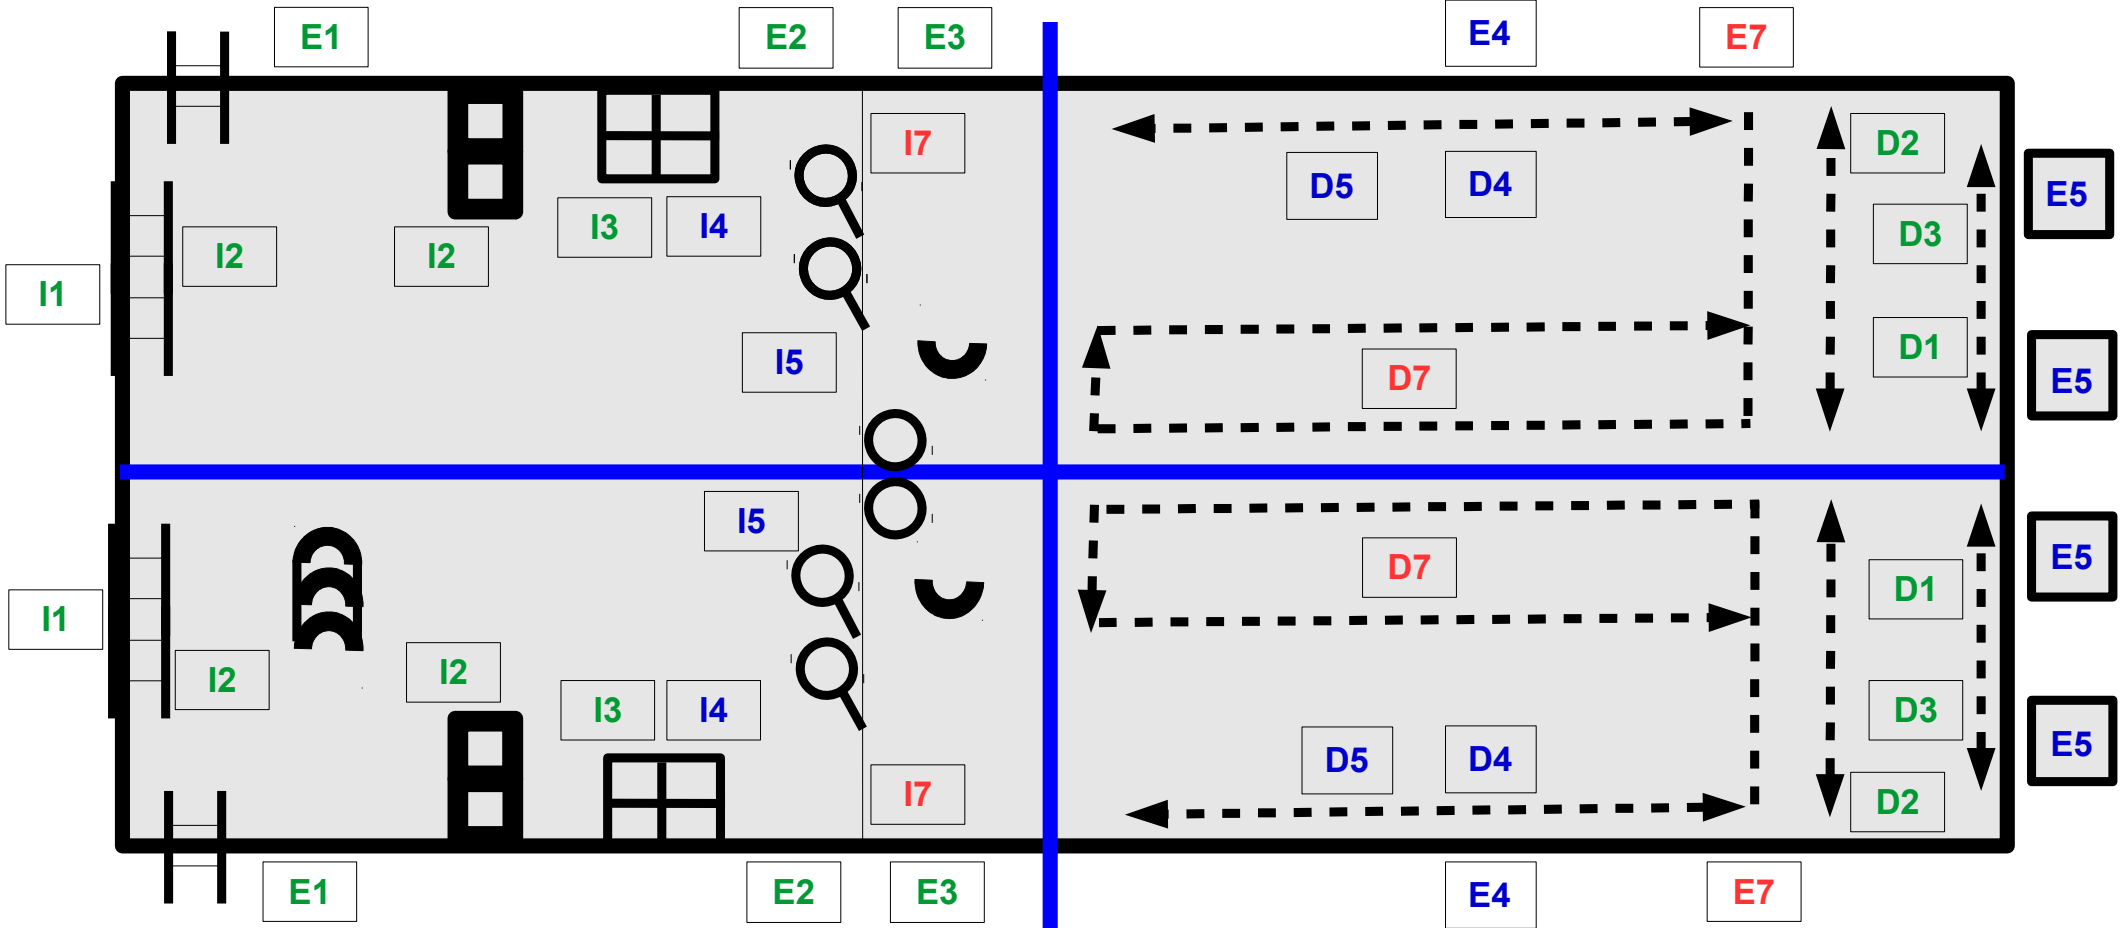 E1 E2 E3 E4 E7
I7 D2
D5 D4 E5
I3 I4 D3
I2 I2
I1
I5 D7 D1 E5
I5 D7 E5
I1 D1
I2 I2
I3 I4 D3
D5 D4 E5
I7 D2
E1 E2 E3 E4 E7